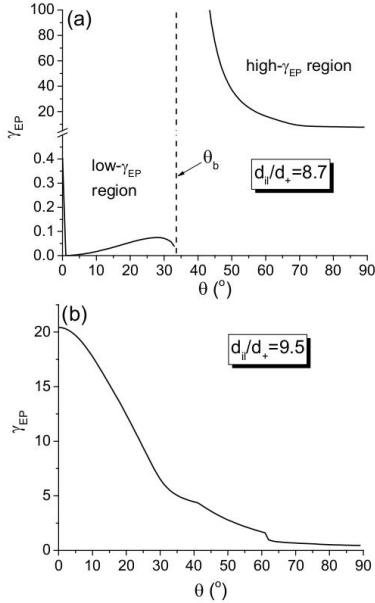 (a)
100
80
60
40
20
0.4
0.3
0.2
0.1
0.0
γEP
high-γEP region
low-γEP
region
θb
dil/d+=8.7
0 10 20 30 40 50 60 70 80 90
θ (o)
(b)
20
15
10
5
0
γEP
dil/d+=9.5
0 10 20 30 40 50 60 70 80 90
θ (o)